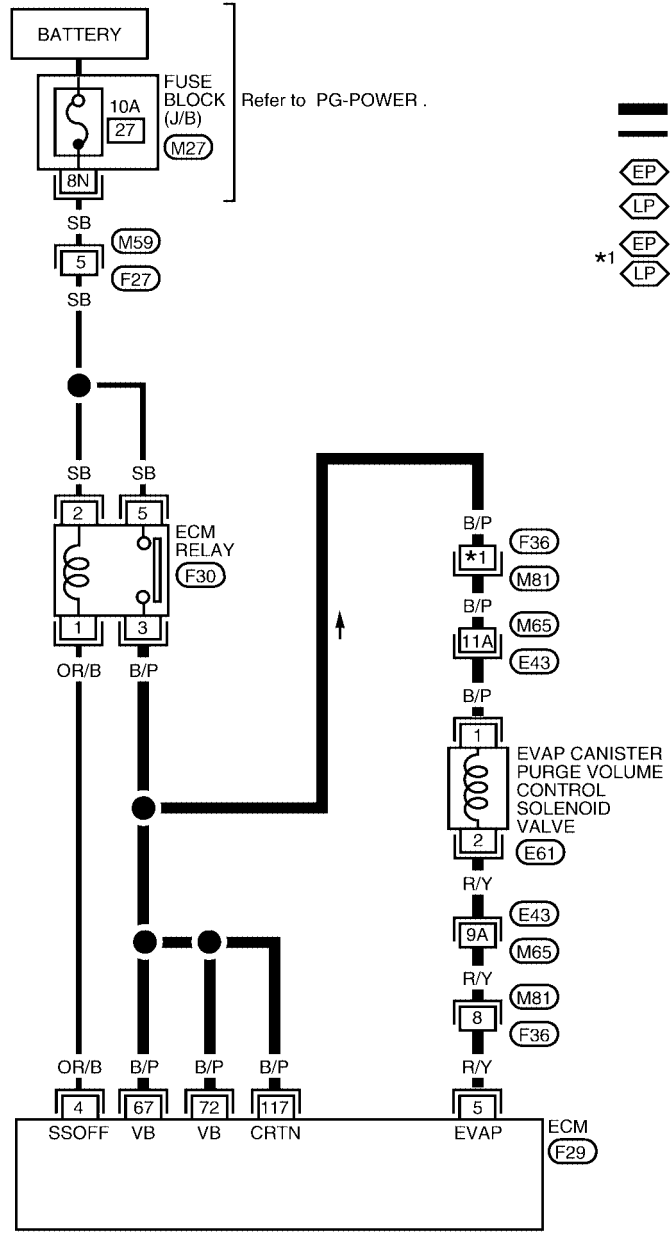 BATTERY
FUSE
BLOCK
(J/B)
10A
27
M27
Refer to PG-POWER .
8N
SB
M59
5
F27
SB
EP
LP
EP
*1
LP
SB
SB
2
5
ECM
RELAY
F30
1
3
OR/B
B/P
B/P
F36
*1
M81
B/P
M65
11A
E43
B/P
1
EVAP CANISTER
PURGE VOLUME
CONTROL
SOLENOID
VALVE
2
E61
R/Y
E43
9A
M65
R/Y
M81
8
F36
OR/B
B/P
B/P
B/P
R/Y
4
67
72
117
5
SSOFF
VB
VB
CRTN
EVAP
ECM
F29